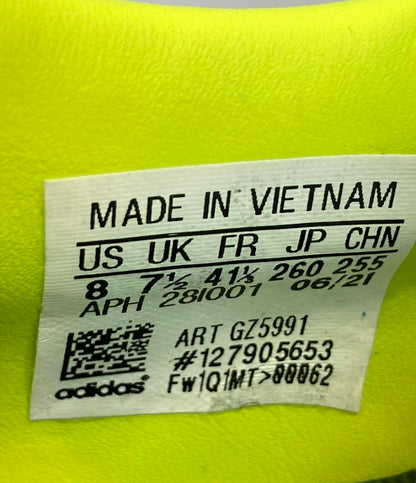 MADE IN VIETNAM
US UK FR JP CHN
8 7½ 41⅓ 260 255
APH 281001 06/21
ART GZ5991
#127905653
adidas FW1Q1MT>00062